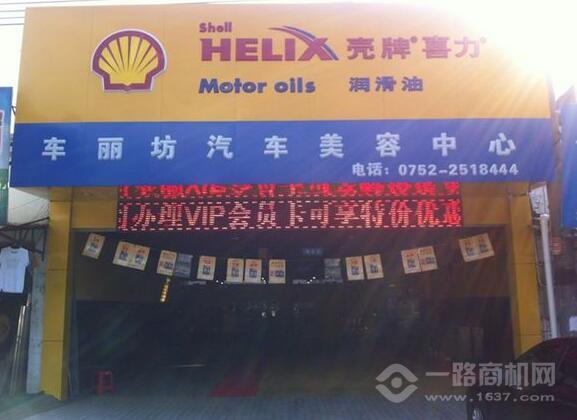 Shell
HELIX 壳牌®喜力®
Motor oils 润滑油
车丽坊汽车美容中心
电话：0752-2518444
办理VIP会员卡可享特价优惠
一路商机网
www.1637.com